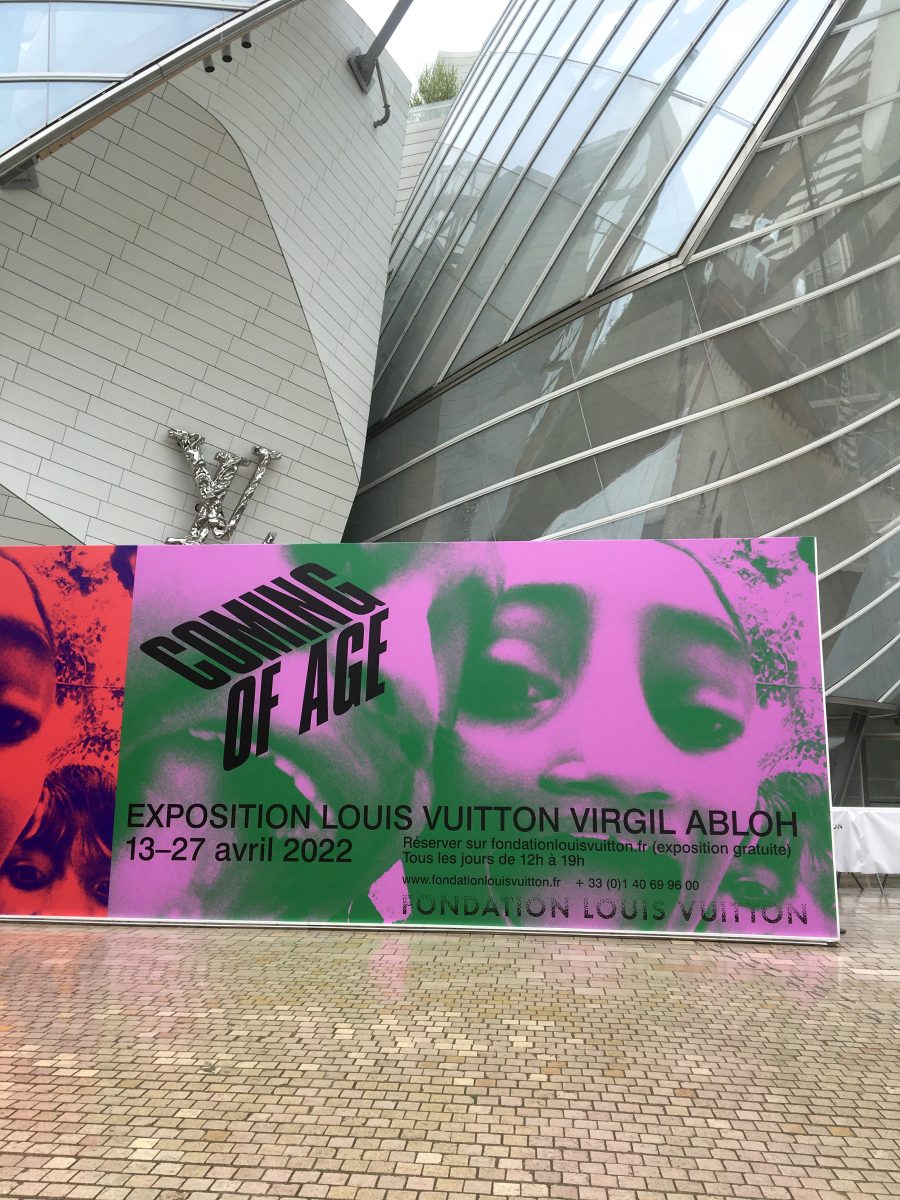 LV
COMING
OF AGE
EXPOSITION LOUIS VUITTON VIRGIL ABLOH
13–27 avril 2022
Réserver sur fondationlouisvuitton.fr (exposition gratuite)
Tous les jours de 12h à 19h
www.fondationlouisvuitton.fr + 33 (0)1 40 69 96 00
FONDATION LOUIS VUITTON